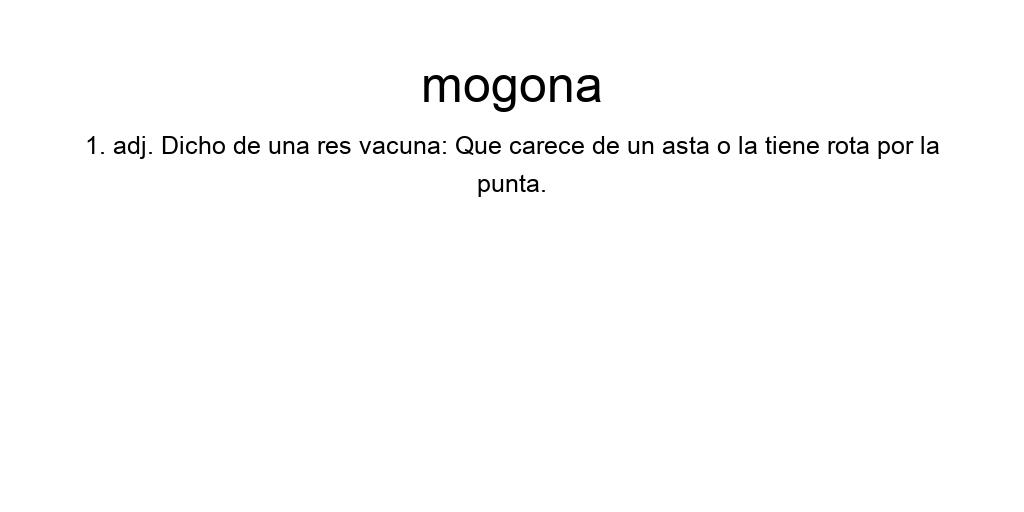 mogona
1. adj. Dicho de una res vacuna: Que carece de un asta o la tiene rota por la
punta.